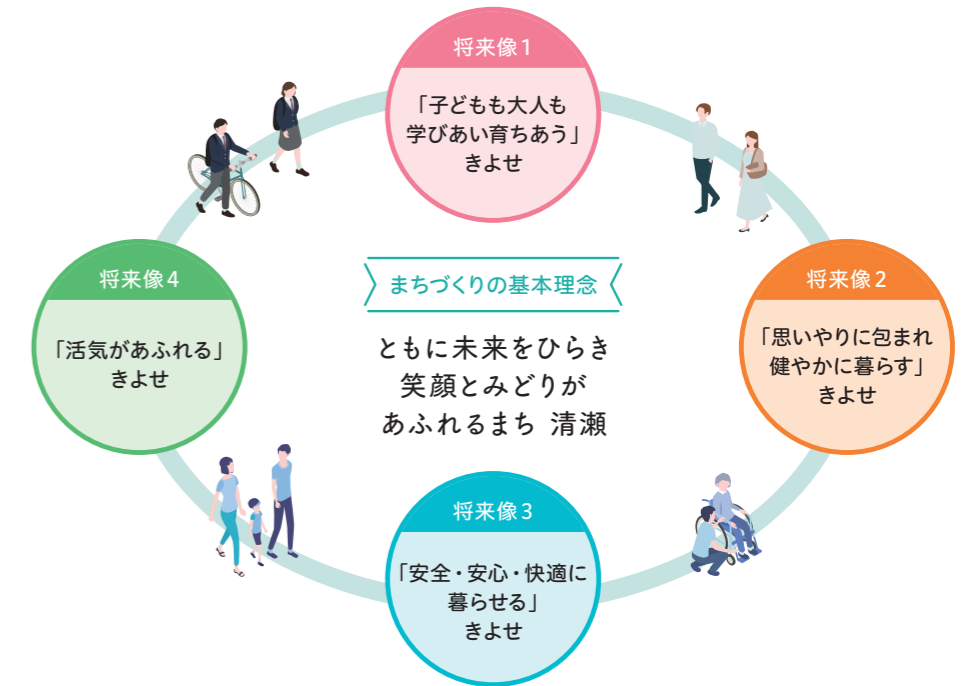 将来像1
「子どもも大人も
学びあい育ちあう」
きよせ
将来像2
「思いやりに包まれ
健やかに暮らす」
きよせ
将来像3
「安全・安心・快適に
暮らせる」
きよせ
将来像4
「活気があふれる」
きよせ
まちづくりの基本理念
ともに未来をひらき
笑顔とみどりが
あふれるまち 清瀬